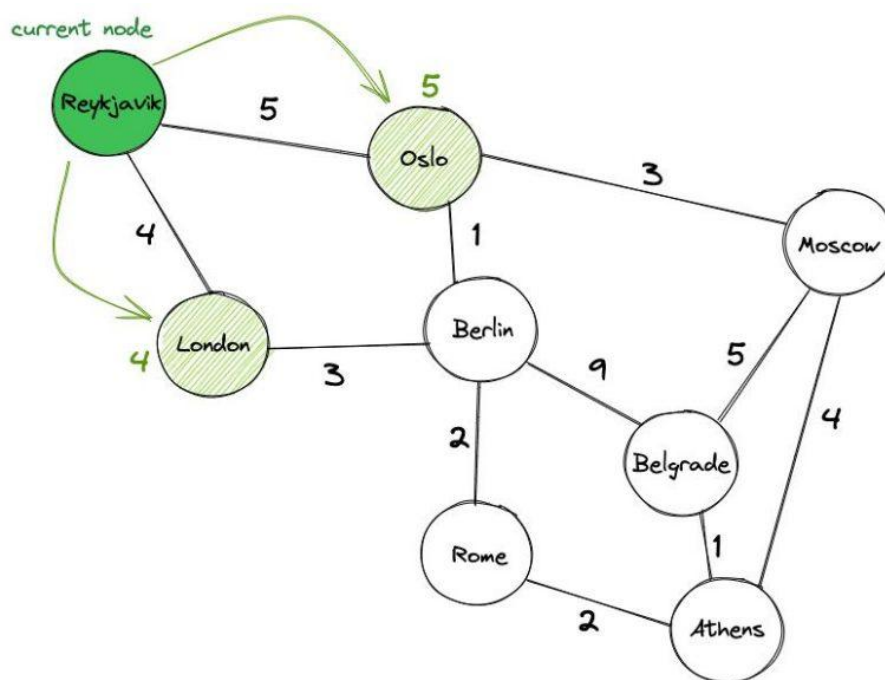 current node
Reykjavik
5
5
Oslo
3
4
1
Moscow
4
London
3
Berlin
9
5
4
2
Belgrade
Rome
1
2
Athens